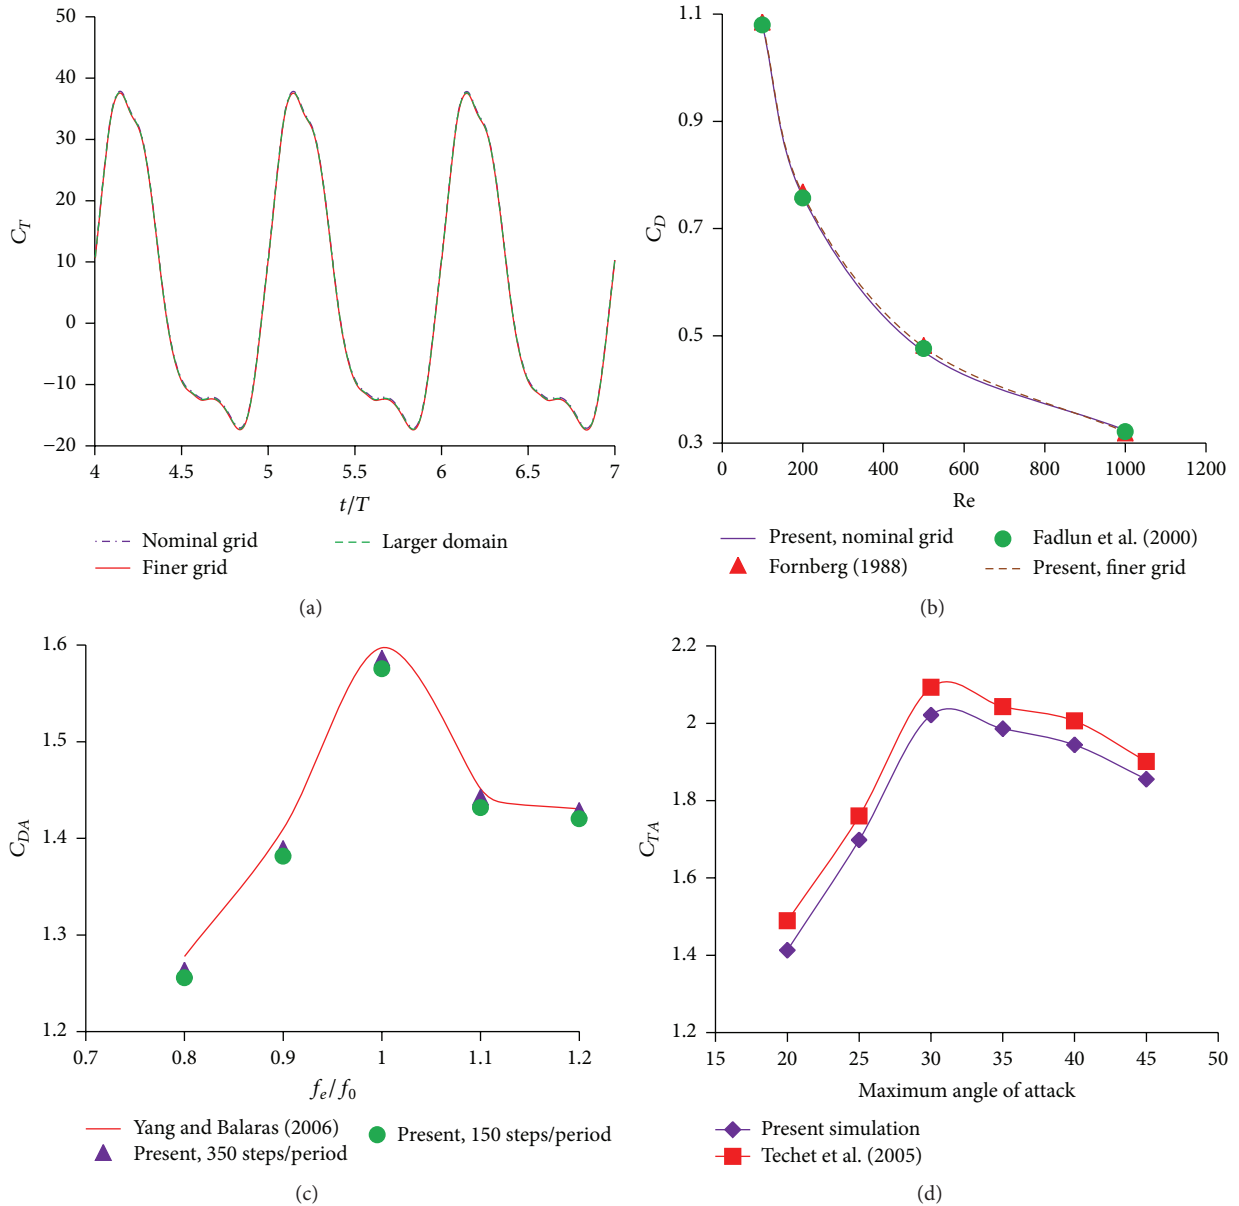 50
40
30
20
10
0
−10
−20
C_T
4 4.5 5 5.5 6 6.5 7
t/T
Nominal grid
Larger domain
Finer grid
(a)
1.1
0.9
0.7
0.5
0.3
C_D
0 200 400 600 800 1000 1200
Re
Present, nominal grid
Fadlun et al. (2000)
Fornberg (1988)
Present, finer grid
(b)
1.6
1.5
1.4
1.3
1.2
C_DA
0.7 0.8 0.9 1 1.1 1.2
f_e/f_0
Yang and Balaras (2006)
Present, 150 steps/period
Present, 350 steps/period
(c)
2.2
2
1.8
1.6
1.4
1.2
C_TA
15 20 25 30 35 40 45 50
Maximum angle of attack
Present simulation
Techet et al. (2005)
(d)